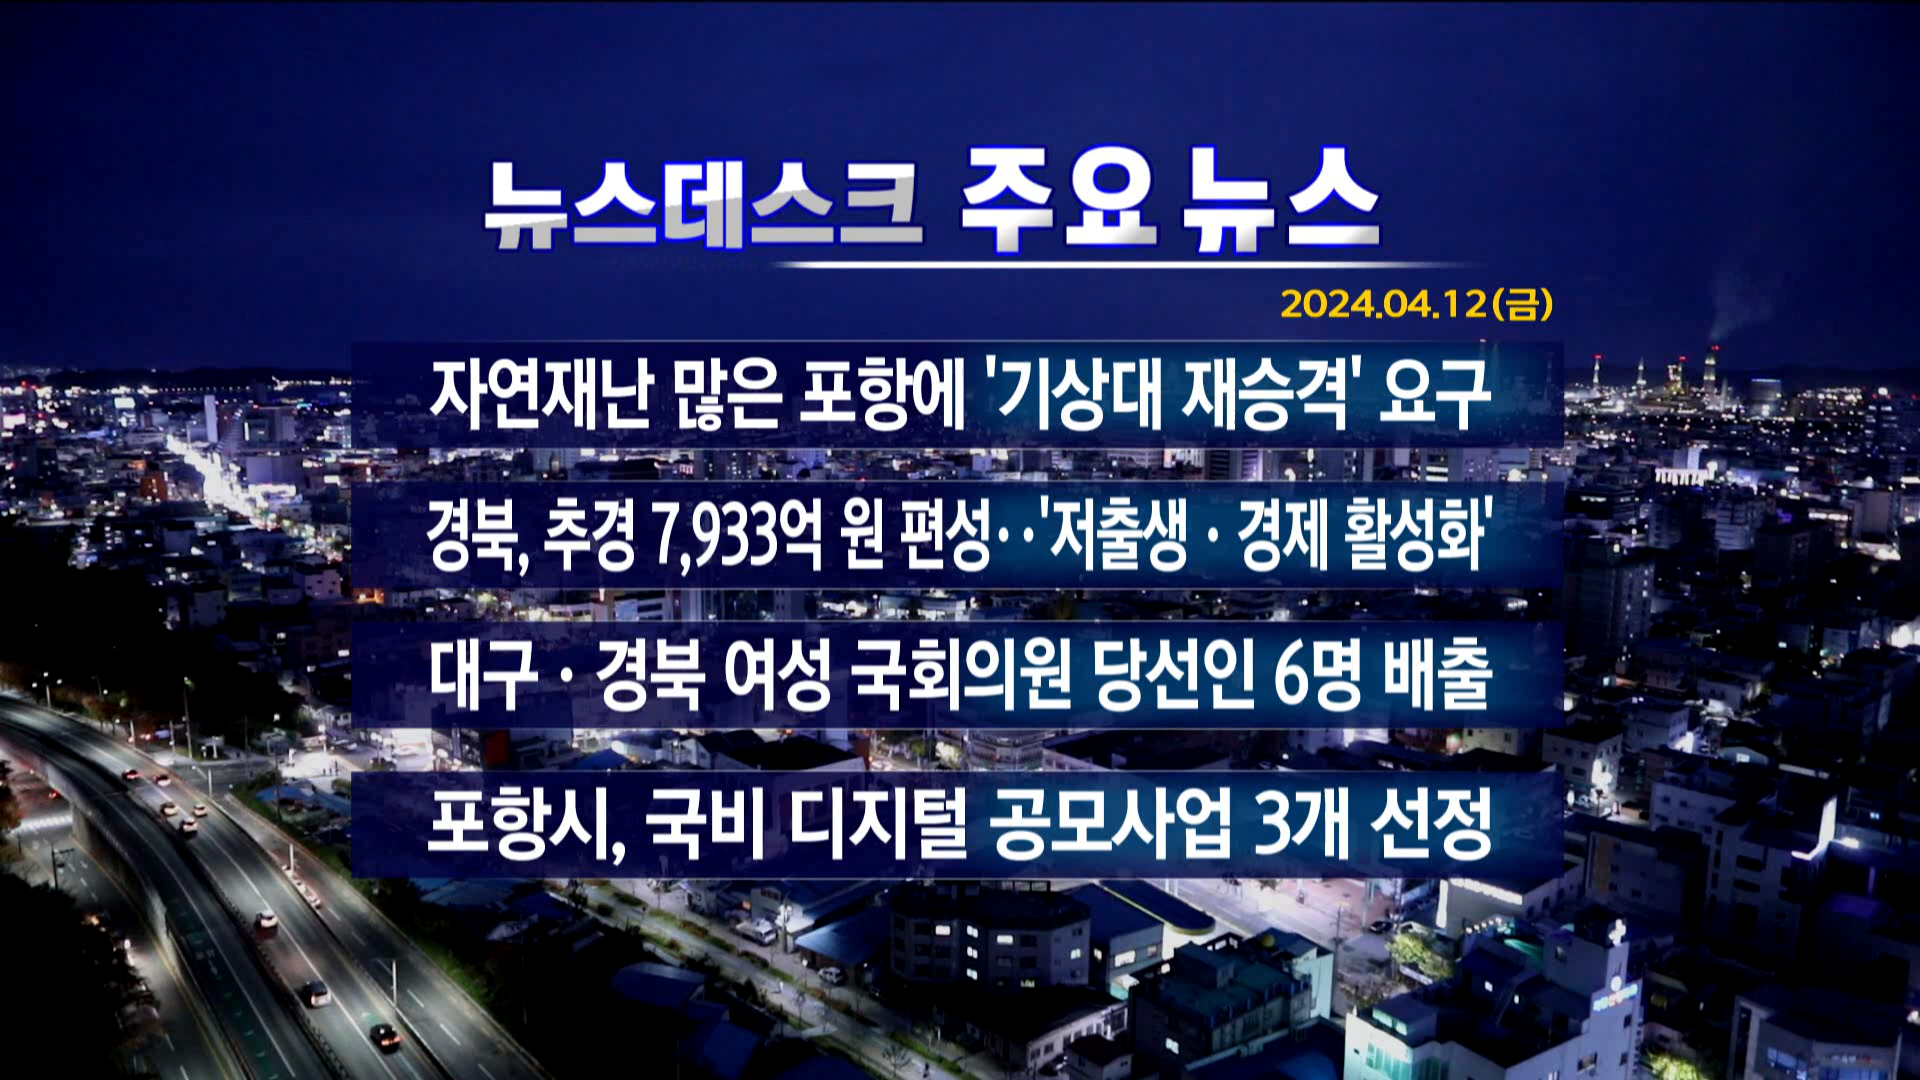 뉴스데스크 주요뉴스
2024.04.12(금)
자연재난 많은 포항에 '기상대 재승격' 요구
경북, 추경 7,933억 원 편성··'저출생·경제 활성화'
대구·경북 여성 국회의원 당선인 6명 배출
포항시, 국비 디지털 공모사업 3개 선정